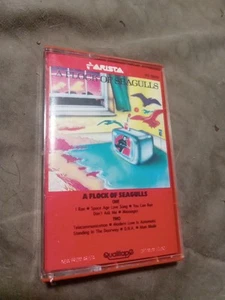 ARISTA
A FLOCK OF SEAGULLS
A FLOCK OF SEAGULLS
ONE
I Ran • Space Age Love Song • You Can Run
Don't Ask Me • Messages
TWO
Telecommunication • Modern Love Is Automatic
Standing In The Doorway • D.N.A. • Man Made
Qualitape